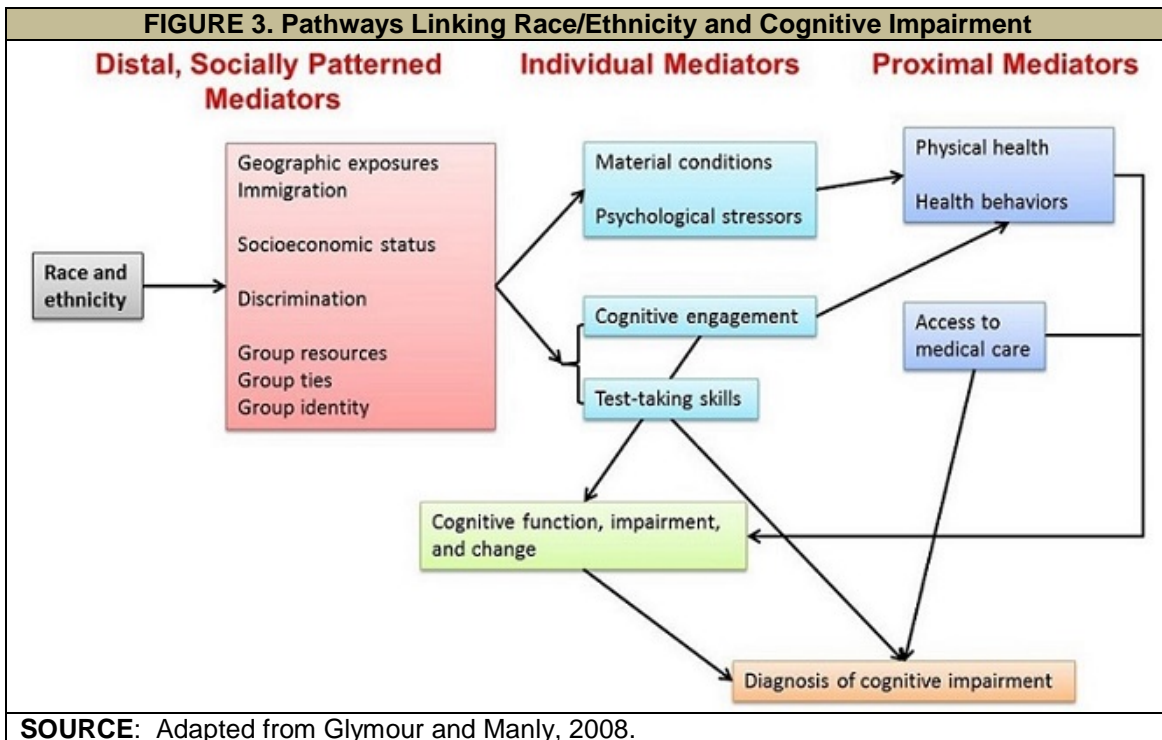 FIGURE 3. Pathways Linking Race/Ethnicity and Cognitive Impairment
Distal, Socially Patterned
Mediators
Individual Mediators
Proximal Mediators
Race and
ethnicity
Geographic exposures
Immigration
Socioeconomic status
Discrimination
Group resources
Group ties
Group identity
Material conditions
Psychological stressors
Cognitive engagement
Test-taking skills
Physical health
Health behaviors
Access to
medical care
Cognitive function, impairment,
and change
Diagnosis of cognitive impairment
SOURCE: Adapted from Glymour and Manly, 2008.